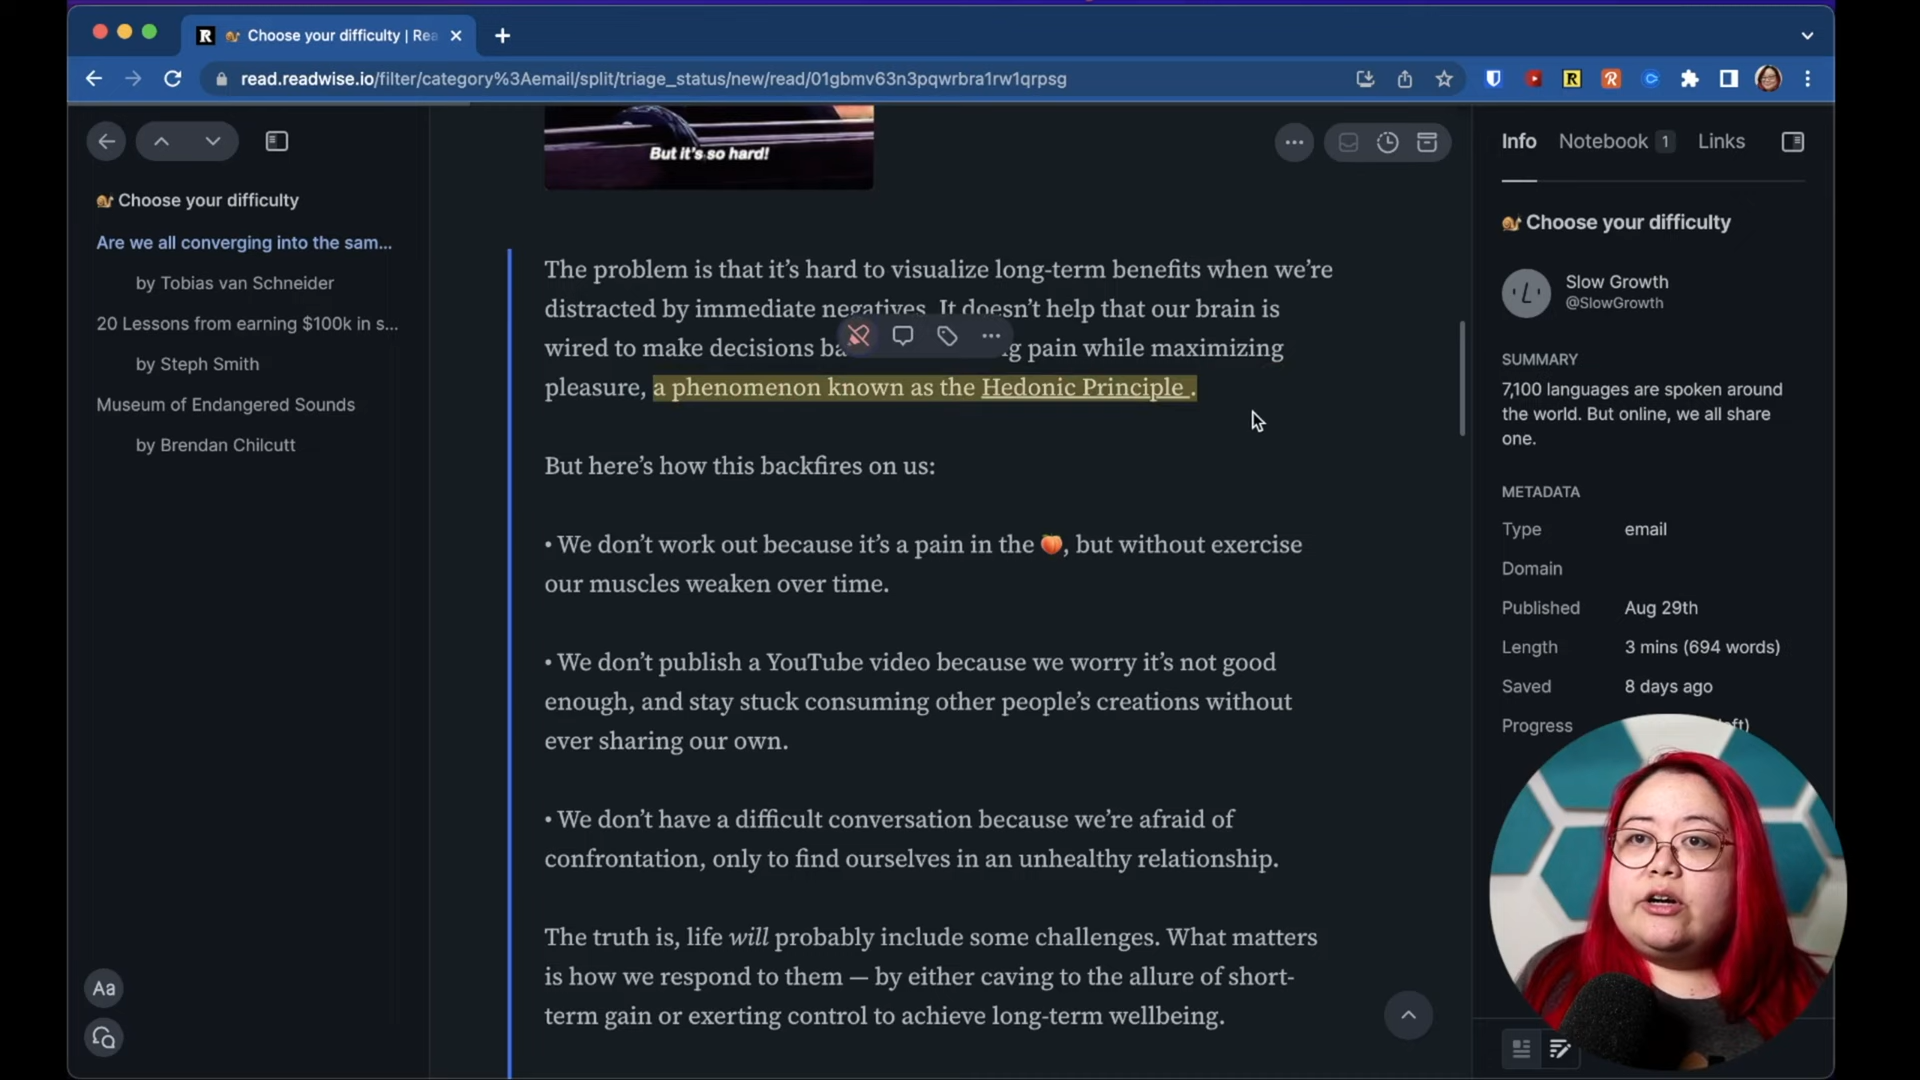 Choose your difficulty | Rea
read.readwise.io/filter/category%3Aemail/split/triage_status/new/read/01gbmv63n3pqwrbra1rw1qrpsg
Choose your difficulty
Are we all converging into the sam...
by Tobias van Schneider
20 Lessons from earning $100k in s...
by Steph Smith
Museum of Endangered Sounds
by Brendan Chilcutt
Aa
But it's so hard!
The problem is that it’s hard to visualize long-term benefits when we’re
distracted by immediate negatives. It doesn’t help that our brain is
wired to make decisions ba g pain while maximizing
pleasure, a phenomenon known as the Hedonic Principle .
But here’s how this backfires on us:
• We don’t work out because it’s a pain in the 🍑, but without exercise
our muscles weaken over time.
• We don’t publish a YouTube video because we worry it’s not good
enough, and stay stuck consuming other people’s creations without
ever sharing our own.
• We don’t have a difficult conversation because we’re afraid of
confrontation, only to find ourselves in an unhealthy relationship.
The truth is, life will probably include some challenges. What matters
is how we respond to them — by either caving to the allure of short-
term gain or exerting control to achieve long-term wellbeing.
Info Notebook 1 Links
Choose your difficulty
Slow Growth
@SlowGrowth
SUMMARY
7,100 languages are spoken around
the world. But online, we all share
one.
METADATA
Type email
Domain
Published Aug 29th
Length 3 mins (694 words)
Saved 8 days ago
Progress